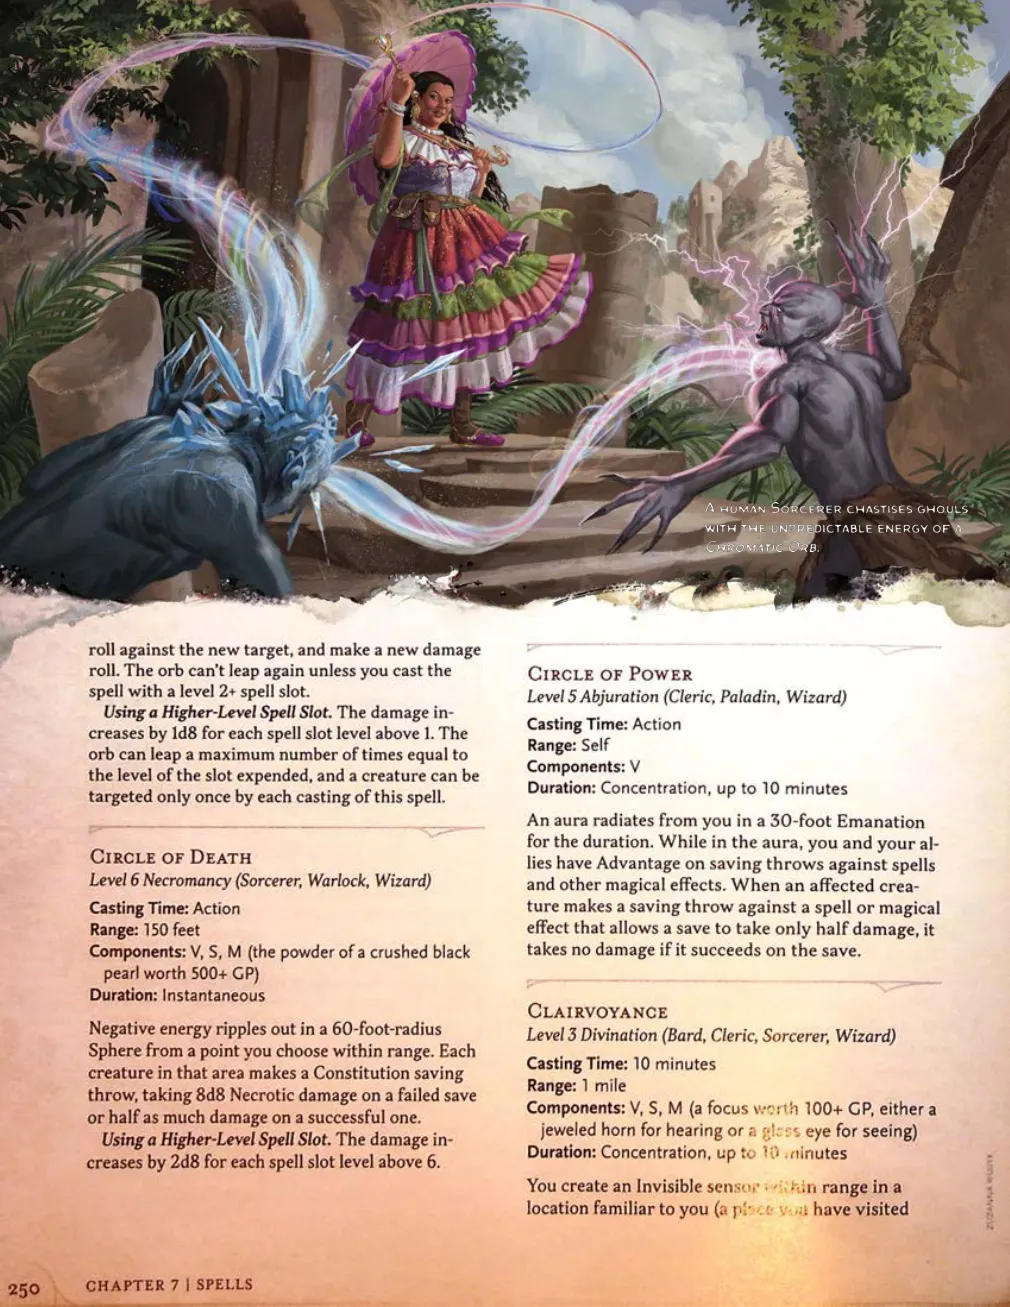 A human Sorcerer chastises ghouls
with the unpredictable energy of a
Chromatic Orb.
roll against the new target, and make a new damage
roll. The orb can't leap again unless you cast the
spell with a level 2+ spell slot.
Using a Higher-Level Spell Slot. The damage in-
creases by 1d8 for each spell slot level above 1. The
orb can leap a maximum number of times equal to
the level of the slot expended, and a creature can be
targeted only once by each casting of this spell.
Circle of Death
Level 6 Necromancy (Sorcerer, Warlock, Wizard)
Casting Time: Action
Range: 150 feet
Components: V, S, M (the powder of a crushed black
pearl worth 500+ GP)
Duration: Instantaneous
Negative energy ripples out in a 60-foot-radius
Sphere from a point you choose within range. Each
creature in that area makes a Constitution saving
throw, taking 8d8 Necrotic damage on a failed save
or half as much damage on a successful one.
Using a Higher-Level Spell Slot. The damage in-
creases by 2d8 for each spell slot level above 6.
Circle of Power
Level 5 Abjuration (Cleric, Paladin, Wizard)
Casting Time: Action
Range: Self
Components: V
Duration: Concentration, up to 10 minutes
An aura radiates from you in a 30-foot Emanation
for the duration. While in the aura, you and your al-
lies have Advantage on saving throws against spells
and other magical effects. When an affected crea-
ture makes a saving throw against a spell or magical
effect that allows a save to take only half damage, it
takes no damage if it succeeds on the save.
Clairvoyance
Level 3 Divination (Bard, Cleric, Sorcerer, Wizard)
Casting Time: 10 minutes
Range: 1 mile
Components: V, S, M (a focus worth 100+ GP, either a
jeweled horn for hearing or a glass eye for seeing)
Duration: Concentration, up to 10 minutes
You create an Invisible sensor within range in a
location familiar to you (a place you have visited
250 CHAPTER 7 | SPELLS